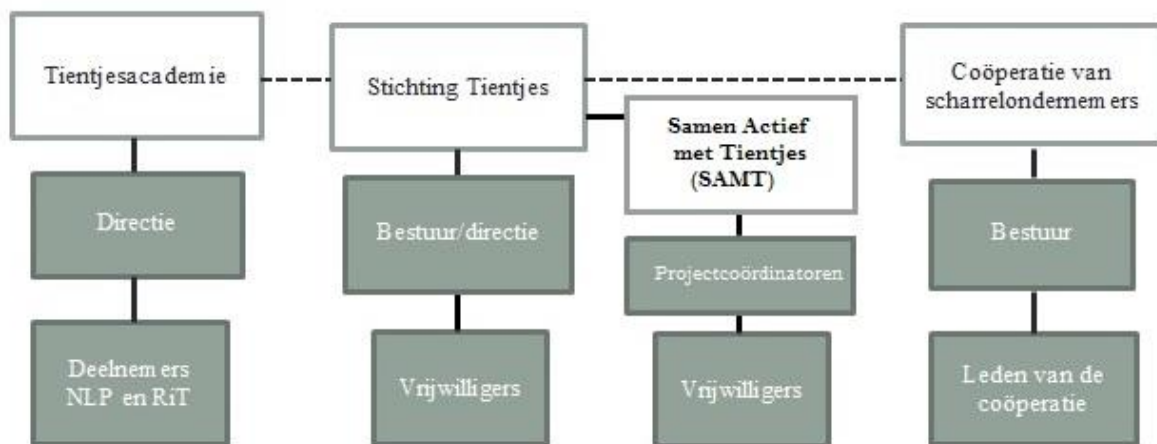 Tientjesacademie
Stichting Tientjes
Coöperatie van
scharrelondernemers
Samen Actief
met Tientjes
(SAMT)
Directie
Bestuur/directie
Projectcoördinatoren
Bestuur
Deelnemers
NLP en RiT
Vrijwilligers
Vrijwilligers
Leden van de
coöperatie